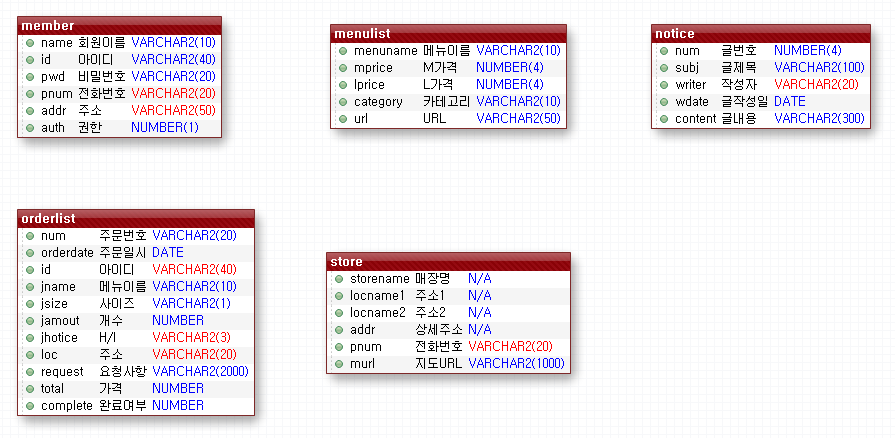 member
name 회원이름 VARCHAR2(10)
id 아이디 VARCHAR2(40)
pwd 비밀번호 VARCHAR2(20)
pnum 전화번호 VARCHAR2(20)
addr 주소 VARCHAR2(50)
auth 권한 NUMBER(1)
menulist
menuname 메뉴이름 VARCHAR2(10)
mprice M가격 NUMBER(4)
lprice L가격 NUMBER(4)
category 카테고리 VARCHAR2(10)
url URL VARCHAR2(50)
notice
num 글번호 NUMBER(4)
subj 글제목 VARCHAR2(100)
writer 작성자 VARCHAR2(20)
wdate 글작성일 DATE
content 글내용 VARCHAR2(300)
orderlist
num 주문번호 VARCHAR2(20)
orderdate 주문일시 DATE
id 아이디 VARCHAR2(40)
jname 메뉴이름 VARCHAR2(10)
jsize 사이즈 VARCHAR2(1)
jamout 개수 NUMBER
jhotice H/I VARCHAR2(3)
loc 주소 VARCHAR2(20)
request 요청사항 VARCHAR2(2000)
total 가격 NUMBER
complete 완료여부 NUMBER
store
storename 매장명 N/A
locname1 주소1 N/A
locname2 주소2 N/A
addr 상세주소 N/A
pnum 전화번호 VARCHAR2(20)
murl 지도URL VARCHAR2(1000)